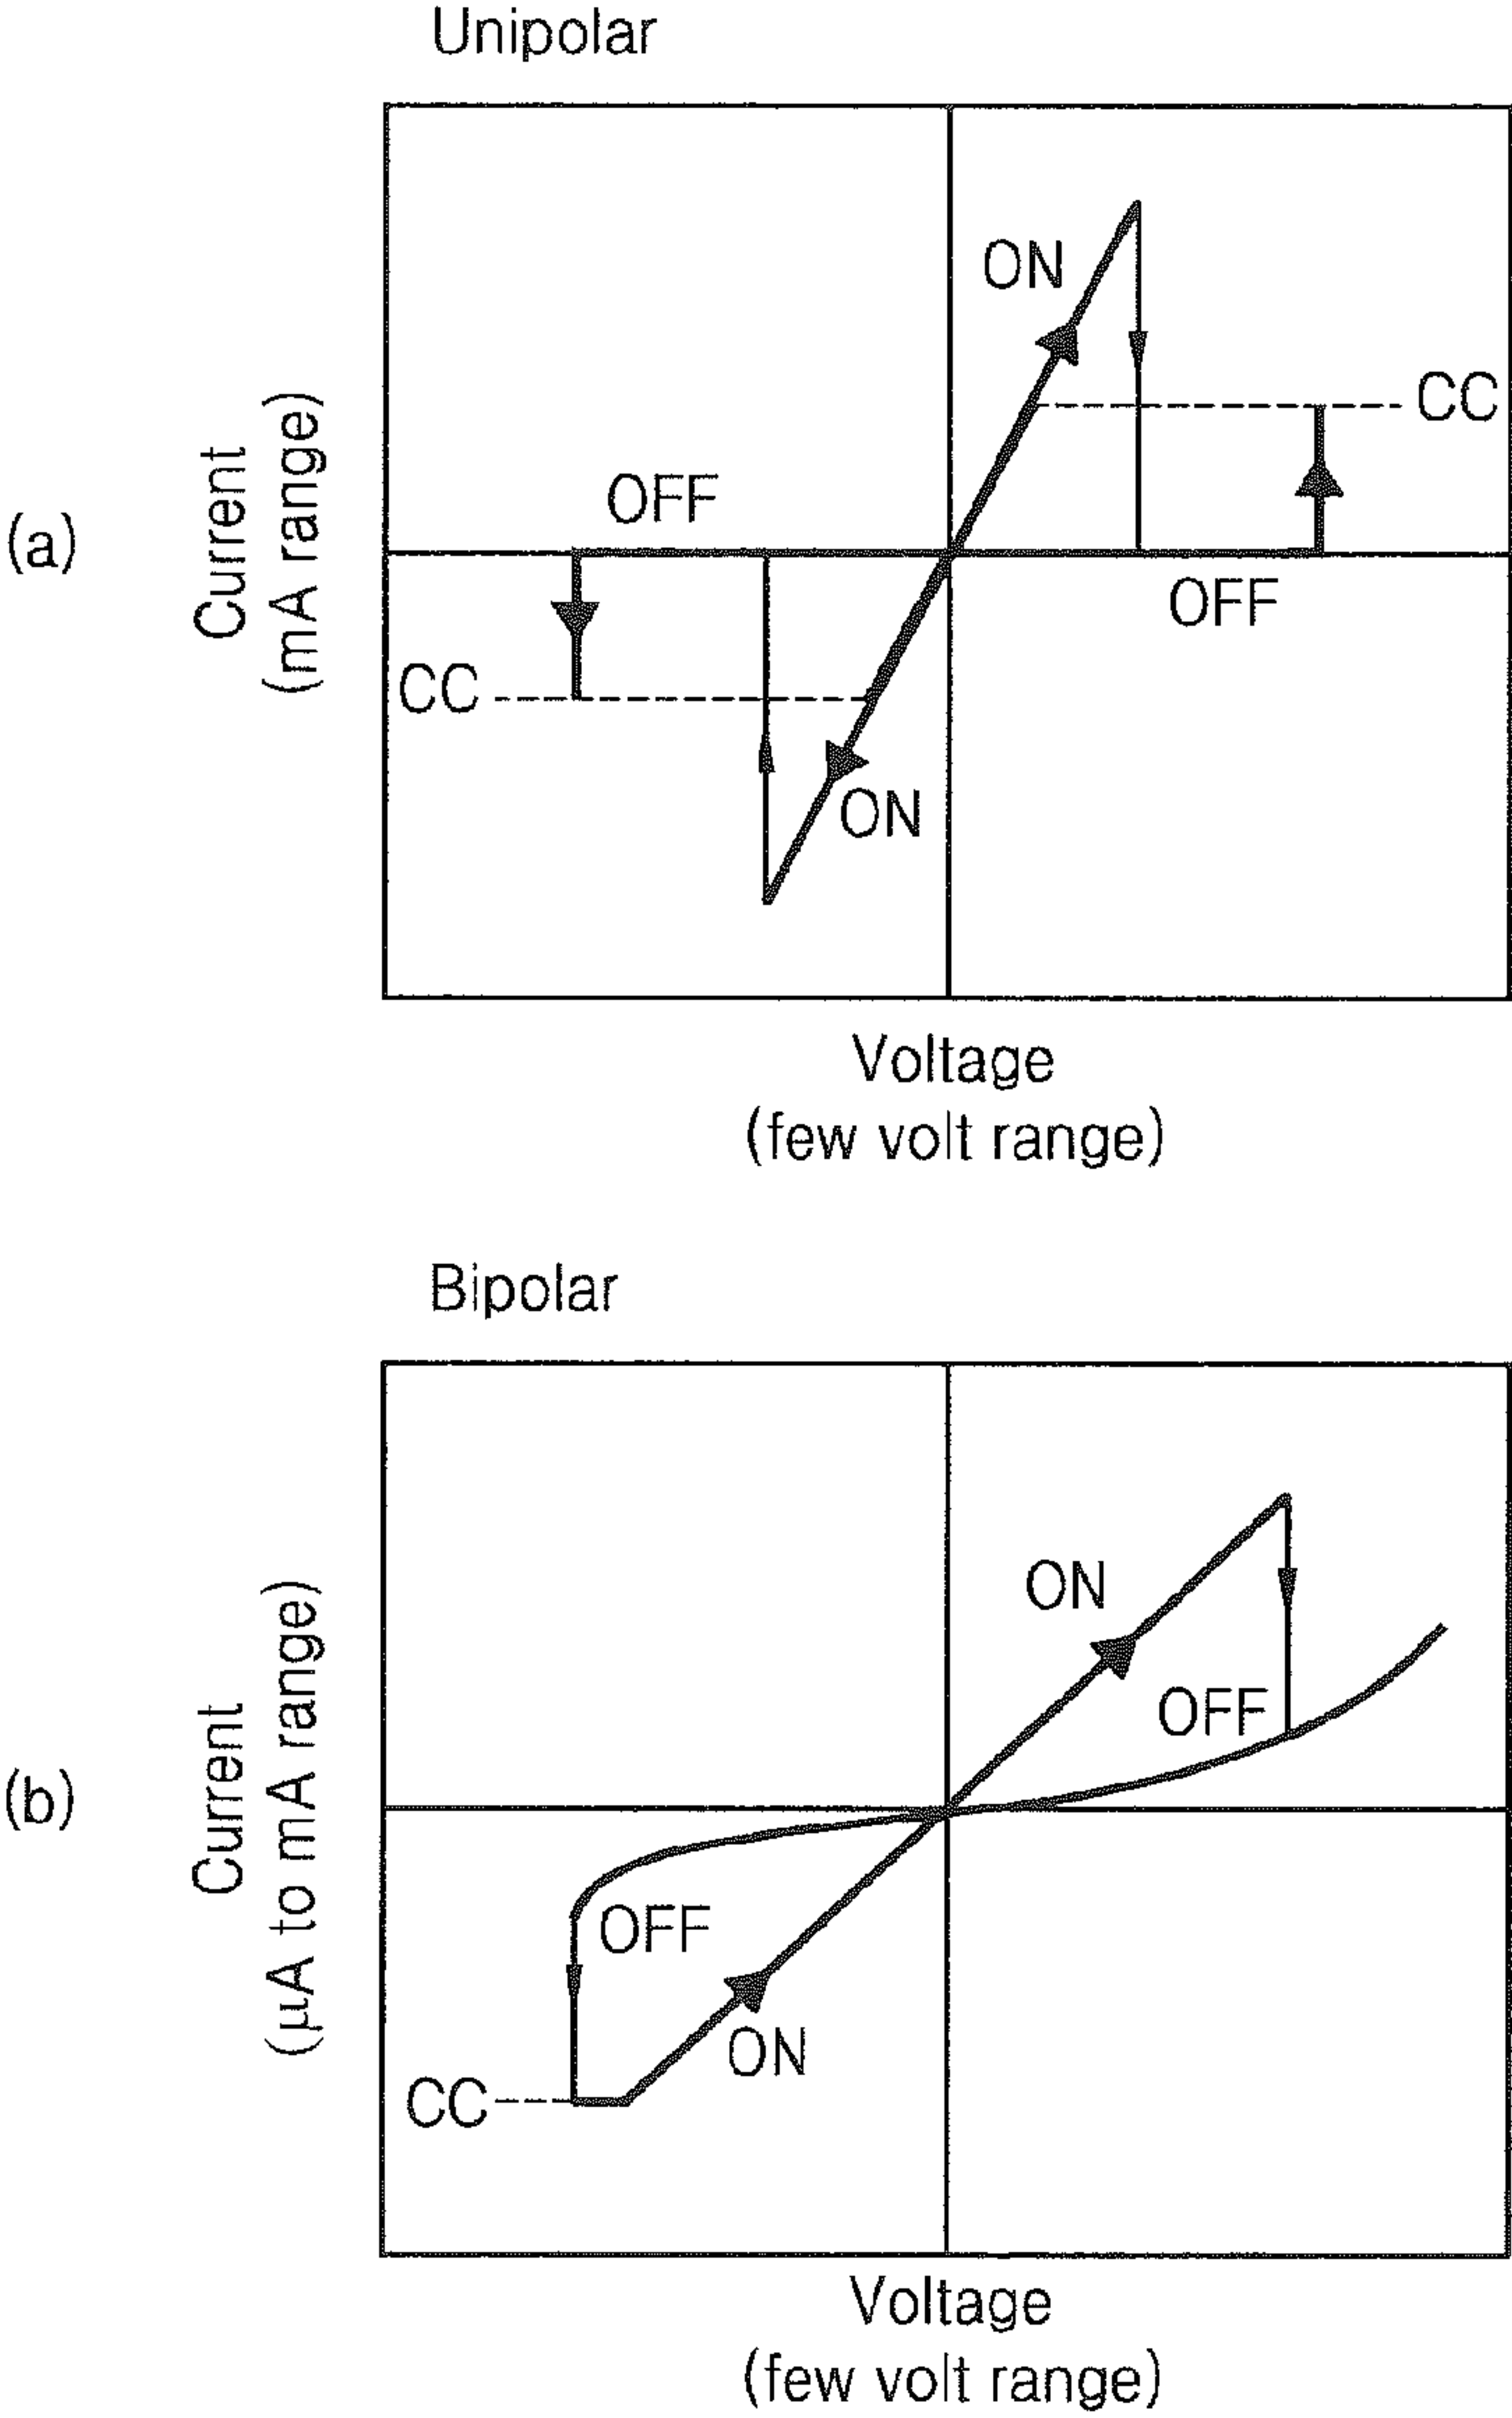 Unipolar
(a)
Current
(mA range)
ON
CC
OFF
OFF
CC
ON
Voltage
(few volt range)
Bipolar
(b)
Current
(μA to mA range)
ON
OFF
OFF
ON
CC
Voltage
(few volt range)